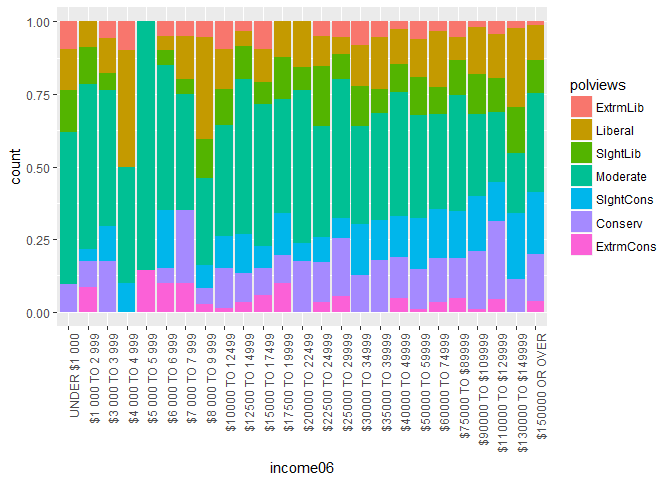 1.00
0.75
0.50
0.25
0.00
count
UNDER $1 000
$1 000 TO 2 999
$3 000 TO 3 999
$4 000 TO 4 999
$5 000 TO 5 999
$6 000 TO 6 999
$7 000 TO 7 999
$8 000 TO 9 999
$10000 TO 12499
$12500 TO 14999
$15000 TO 17499
$17500 TO 19999
$20000 TO 22499
$22500 TO 24999
$25000 TO 29999
$30000 TO 34999
$35000 TO 39999
$40000 TO 49999
$50000 TO 59999
$60000 TO 74999
$75000 TO $89999
$90000 TO $109999
$110000 TO $129999
$130000 TO $149999
$150000 OR OVER
income06
polviews
ExtrmLib
Liberal
SlghtLib
Moderate
SlghtCons
Conserv
ExtrmCons